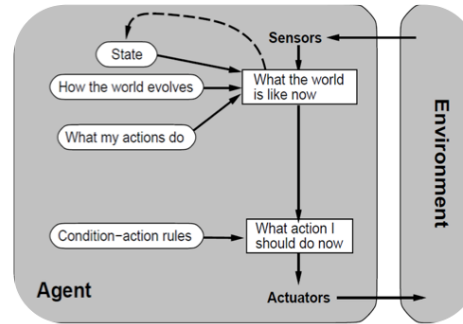 Sensors
State
What the world
is like now
How the world evolves
What my actions do
Environment
Condition−action rules
What action I
should do now
Agent
Actuators